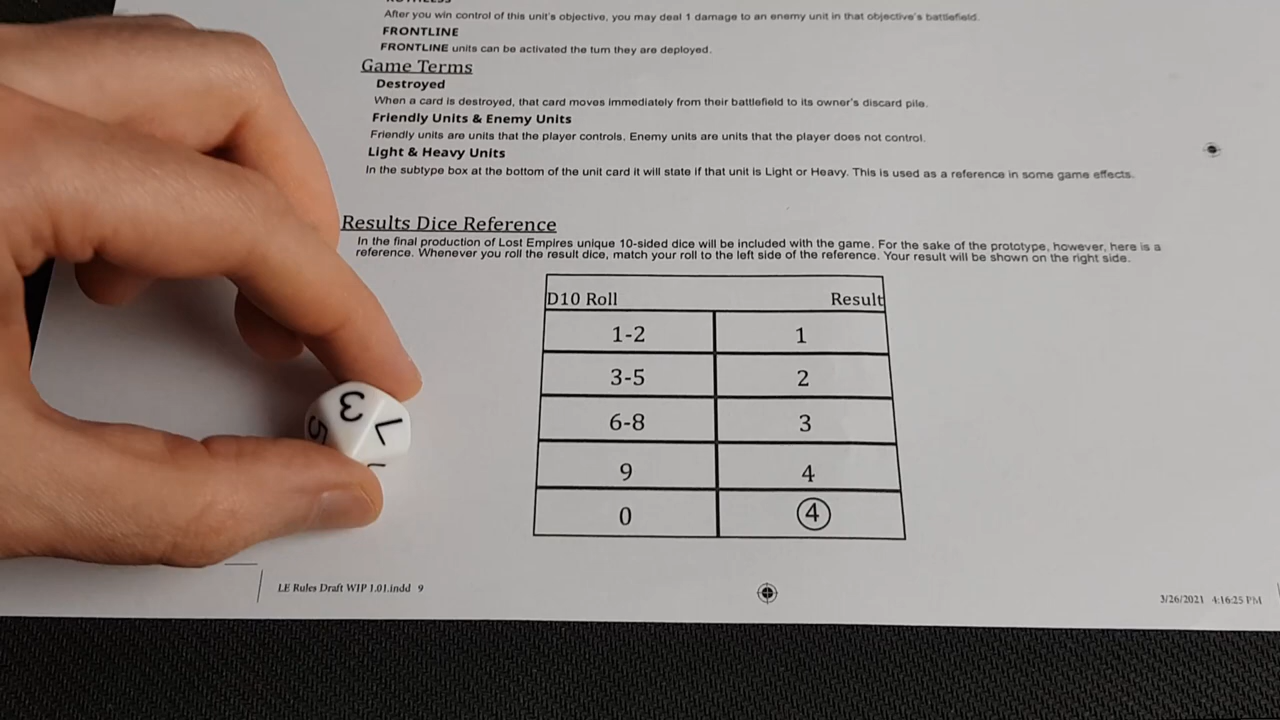 After you win control of this unit's objective, you may deal 1 damage to an enemy unit in that objective's battlefield.
FRONTLINE
FRONTLINE units can be activated the turn they are deployed.
Game Terms
Destroyed
When a card is destroyed, that card moves immediately from their battlefield to its owner's discard pile.
Friendly Units & Enemy Units
Friendly units are units that the player controls. Enemy units are units that the player does not control.
Light & Heavy Units
In the subtype box at the bottom of the unit card it will state if that unit is Light or Heavy. This is used as a reference in some game effects.
Results Dice Reference
In the final production of Lost Empires unique 10-sided dice will be included with the game. For the sake of the prototype, however, here is a
reference. Whenever you roll the result dice, match your roll to the left side of the reference. Your result will be shown on the right side.
D10 Roll Result
1-2 1
3-5 2
6-8 3
9 4
0 4
3
5
7
LE Rules Draft WIP 1.01.indd 9
3/26/2021 4:16:25 PM